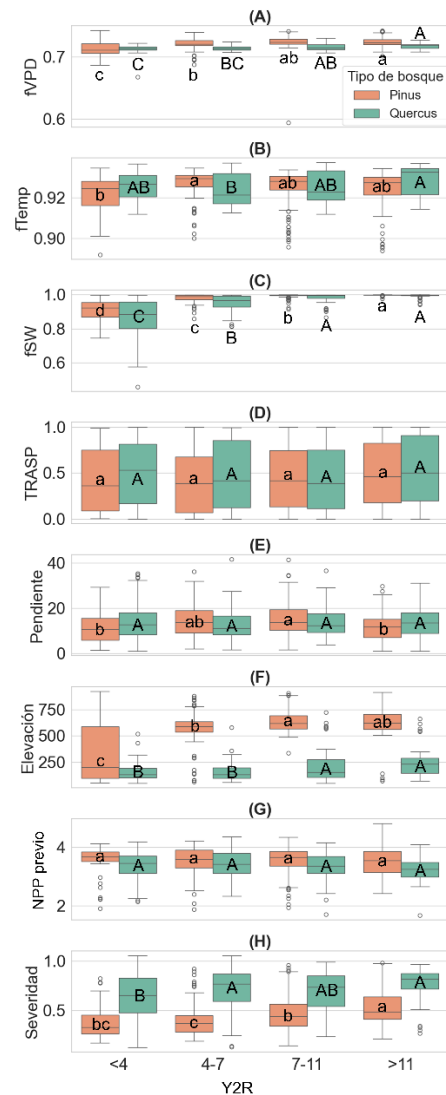 (A)
fVPD
0.7
0.6
c C b BC ab AB a A
Tipo de bosque
Pinus
Quercus
(B)
fTemp
0.92
0.90
b AB a B ab AB ab A
(C)
fSW
1.0
0.8
0.6
d C c B b A a A
(D)
TRASP
1.0
0.5
0.0
a A a A a A a A
(E)
Pendiente
40
20
0
b A ab A a A b A
(F)
Elevación
750
500
250
c B b B a A ab A
(G)
NPP previo
4
2
a A a A a A a A
(H)
Severidad
1.0
0.5
bc B c A b AB a A
<4 4-7 7-11 >11
Y2R